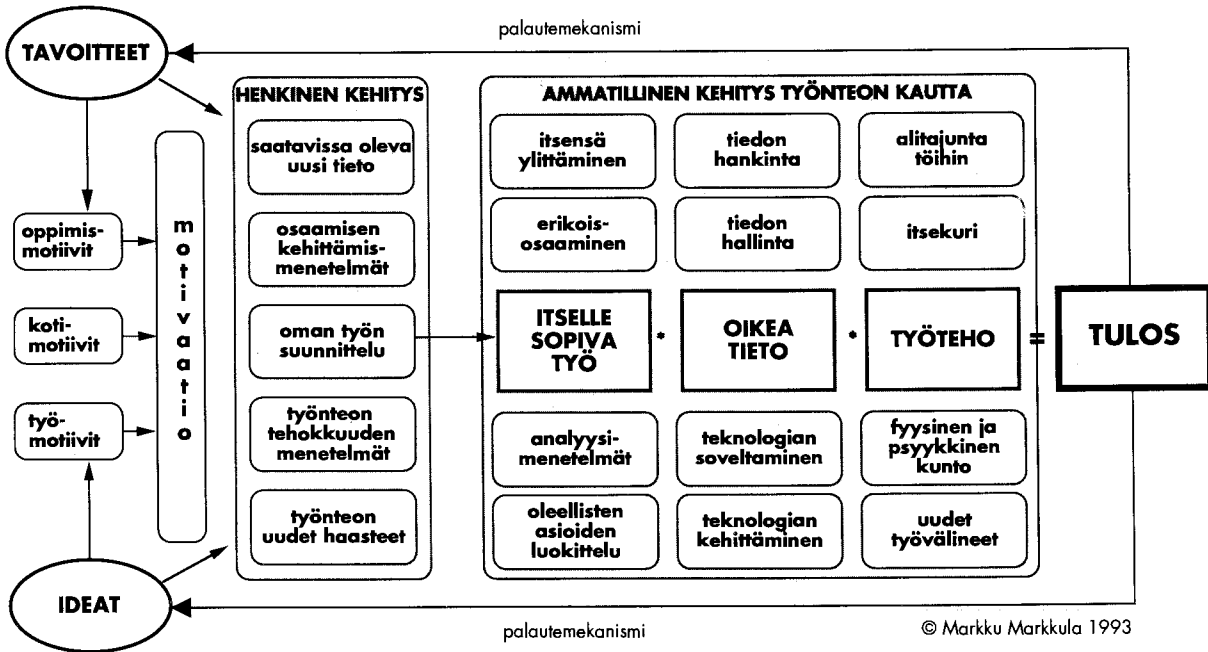 palautemekanismi
TAVOITTEET
HENKINEN KEHITYS
saatavissa oleva
uusi tieto
osaamisen
kehittämis-
menetelmät
oman työn
suunnittelu
työnteon
tehokkuuden
menetelmät
työnteon
uudet haasteet
oppimis-
motiivit
koti-
motiivit
työ-
motiivit
motivaatio
AMMATILLINEN KEHITYS TYÖNTEON KAUTTA
itsensä
ylittäminen
tiedon
hankinta
alitajunta
töihin
erikois-
osaaminen
tiedon
hallinta
itsekuri
ITSELLE
SOPIVA
TYÖ
*
OIKEA
TIETO
*
TYÖTEHO
=
TULOS
analyysi-
menetelmät
teknologian
soveltaminen
fyysinen ja
psyykkinen
kunto
oleellisten
asioiden
luokittelu
teknologian
kehittäminen
uudet
työvälineet
IDEAT
palautemekanismi
© Markku Markkula 1993